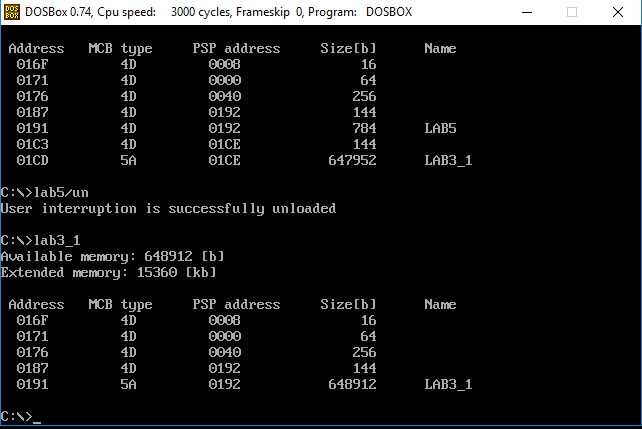 DOS BOX DOSBox 0.74, Cpu speed: 3000 cycles, Frameskip 0, Program: DOSBOX
Address MCB type PSP address Size[b] Name
016F 4D 0008 16
0171 4D 0000 64
0176 4D 0040 256
0187 4D 0192 144
0191 4D 0192 784 LAB5
01C3 4D 01CE 144
01CD 5A 01CE 647952 LAB3_1
C:\>lab5/un
User interruption is successfully unloaded
C:\>lab3_1
Available memory: 648912 [b]
Extended memory: 15360 [kb]
Address MCB type PSP address Size[b] Name
016F 4D 0008 16
0171 4D 0000 64
0176 4D 0040 256
0187 4D 0192 144
0191 5A 0192 648912 LAB3_1
C:\>_